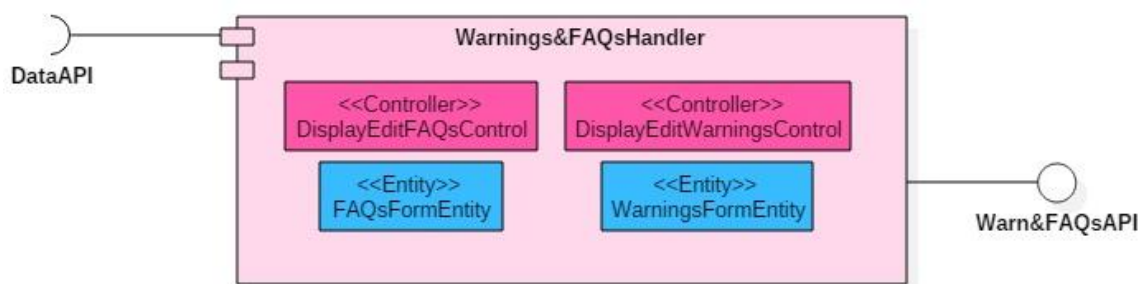 Warnings&FAQsHandler
DataAPI
<<Controller>>
DisplayEditFAQsControl
<<Controller>>
DisplayEditWarningsControl
<<Entity>>
FAQsFormEntity
<<Entity>>
WarningsFormEntity
Warn&FAQsAPI